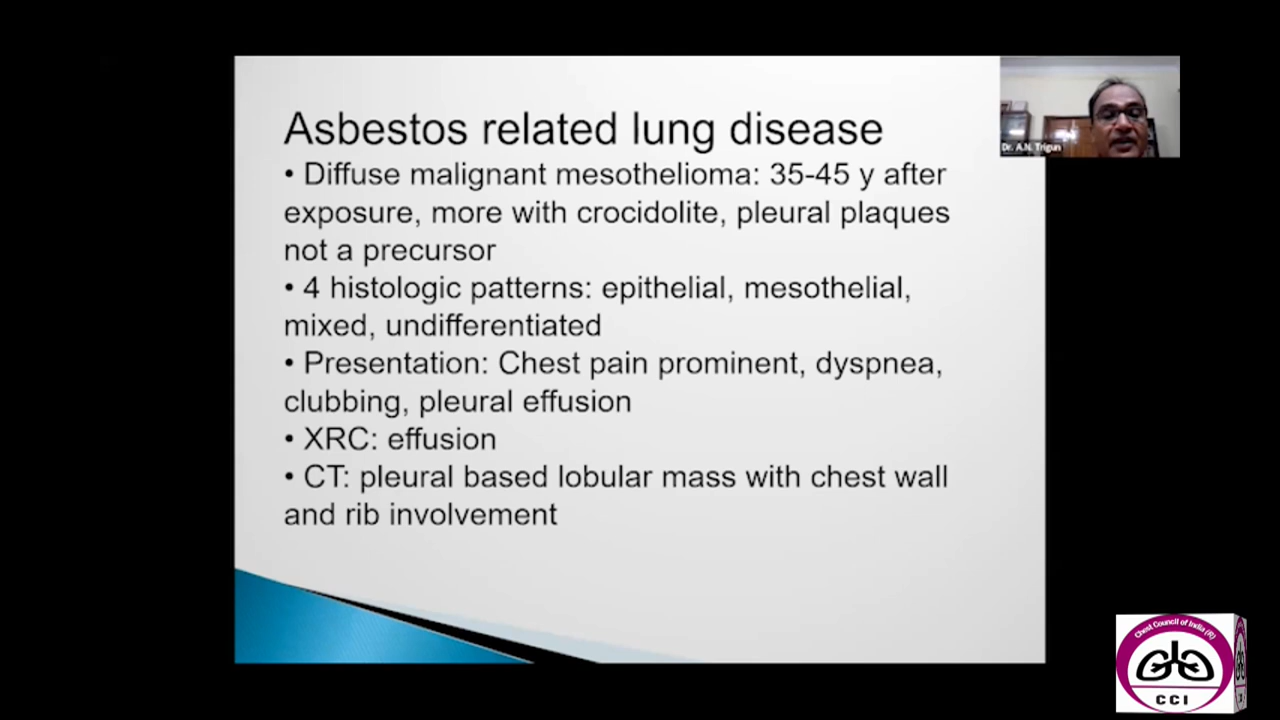 Asbestos related lung disease
• Diffuse malignant mesothelioma: 35-45 y after
exposure, more with crocidolite, pleural plaques
not a precursor
• 4 histologic patterns: epithelial, mesothelial,
mixed, undifferentiated
• Presentation: Chest pain prominent, dyspnea,
clubbing, pleural effusion
• XRC: effusion
• CT: pleural based lobular mass with chest wall
and rib involvement
Dr. A.N. Trigun
Chest Council of India (R)
CCI